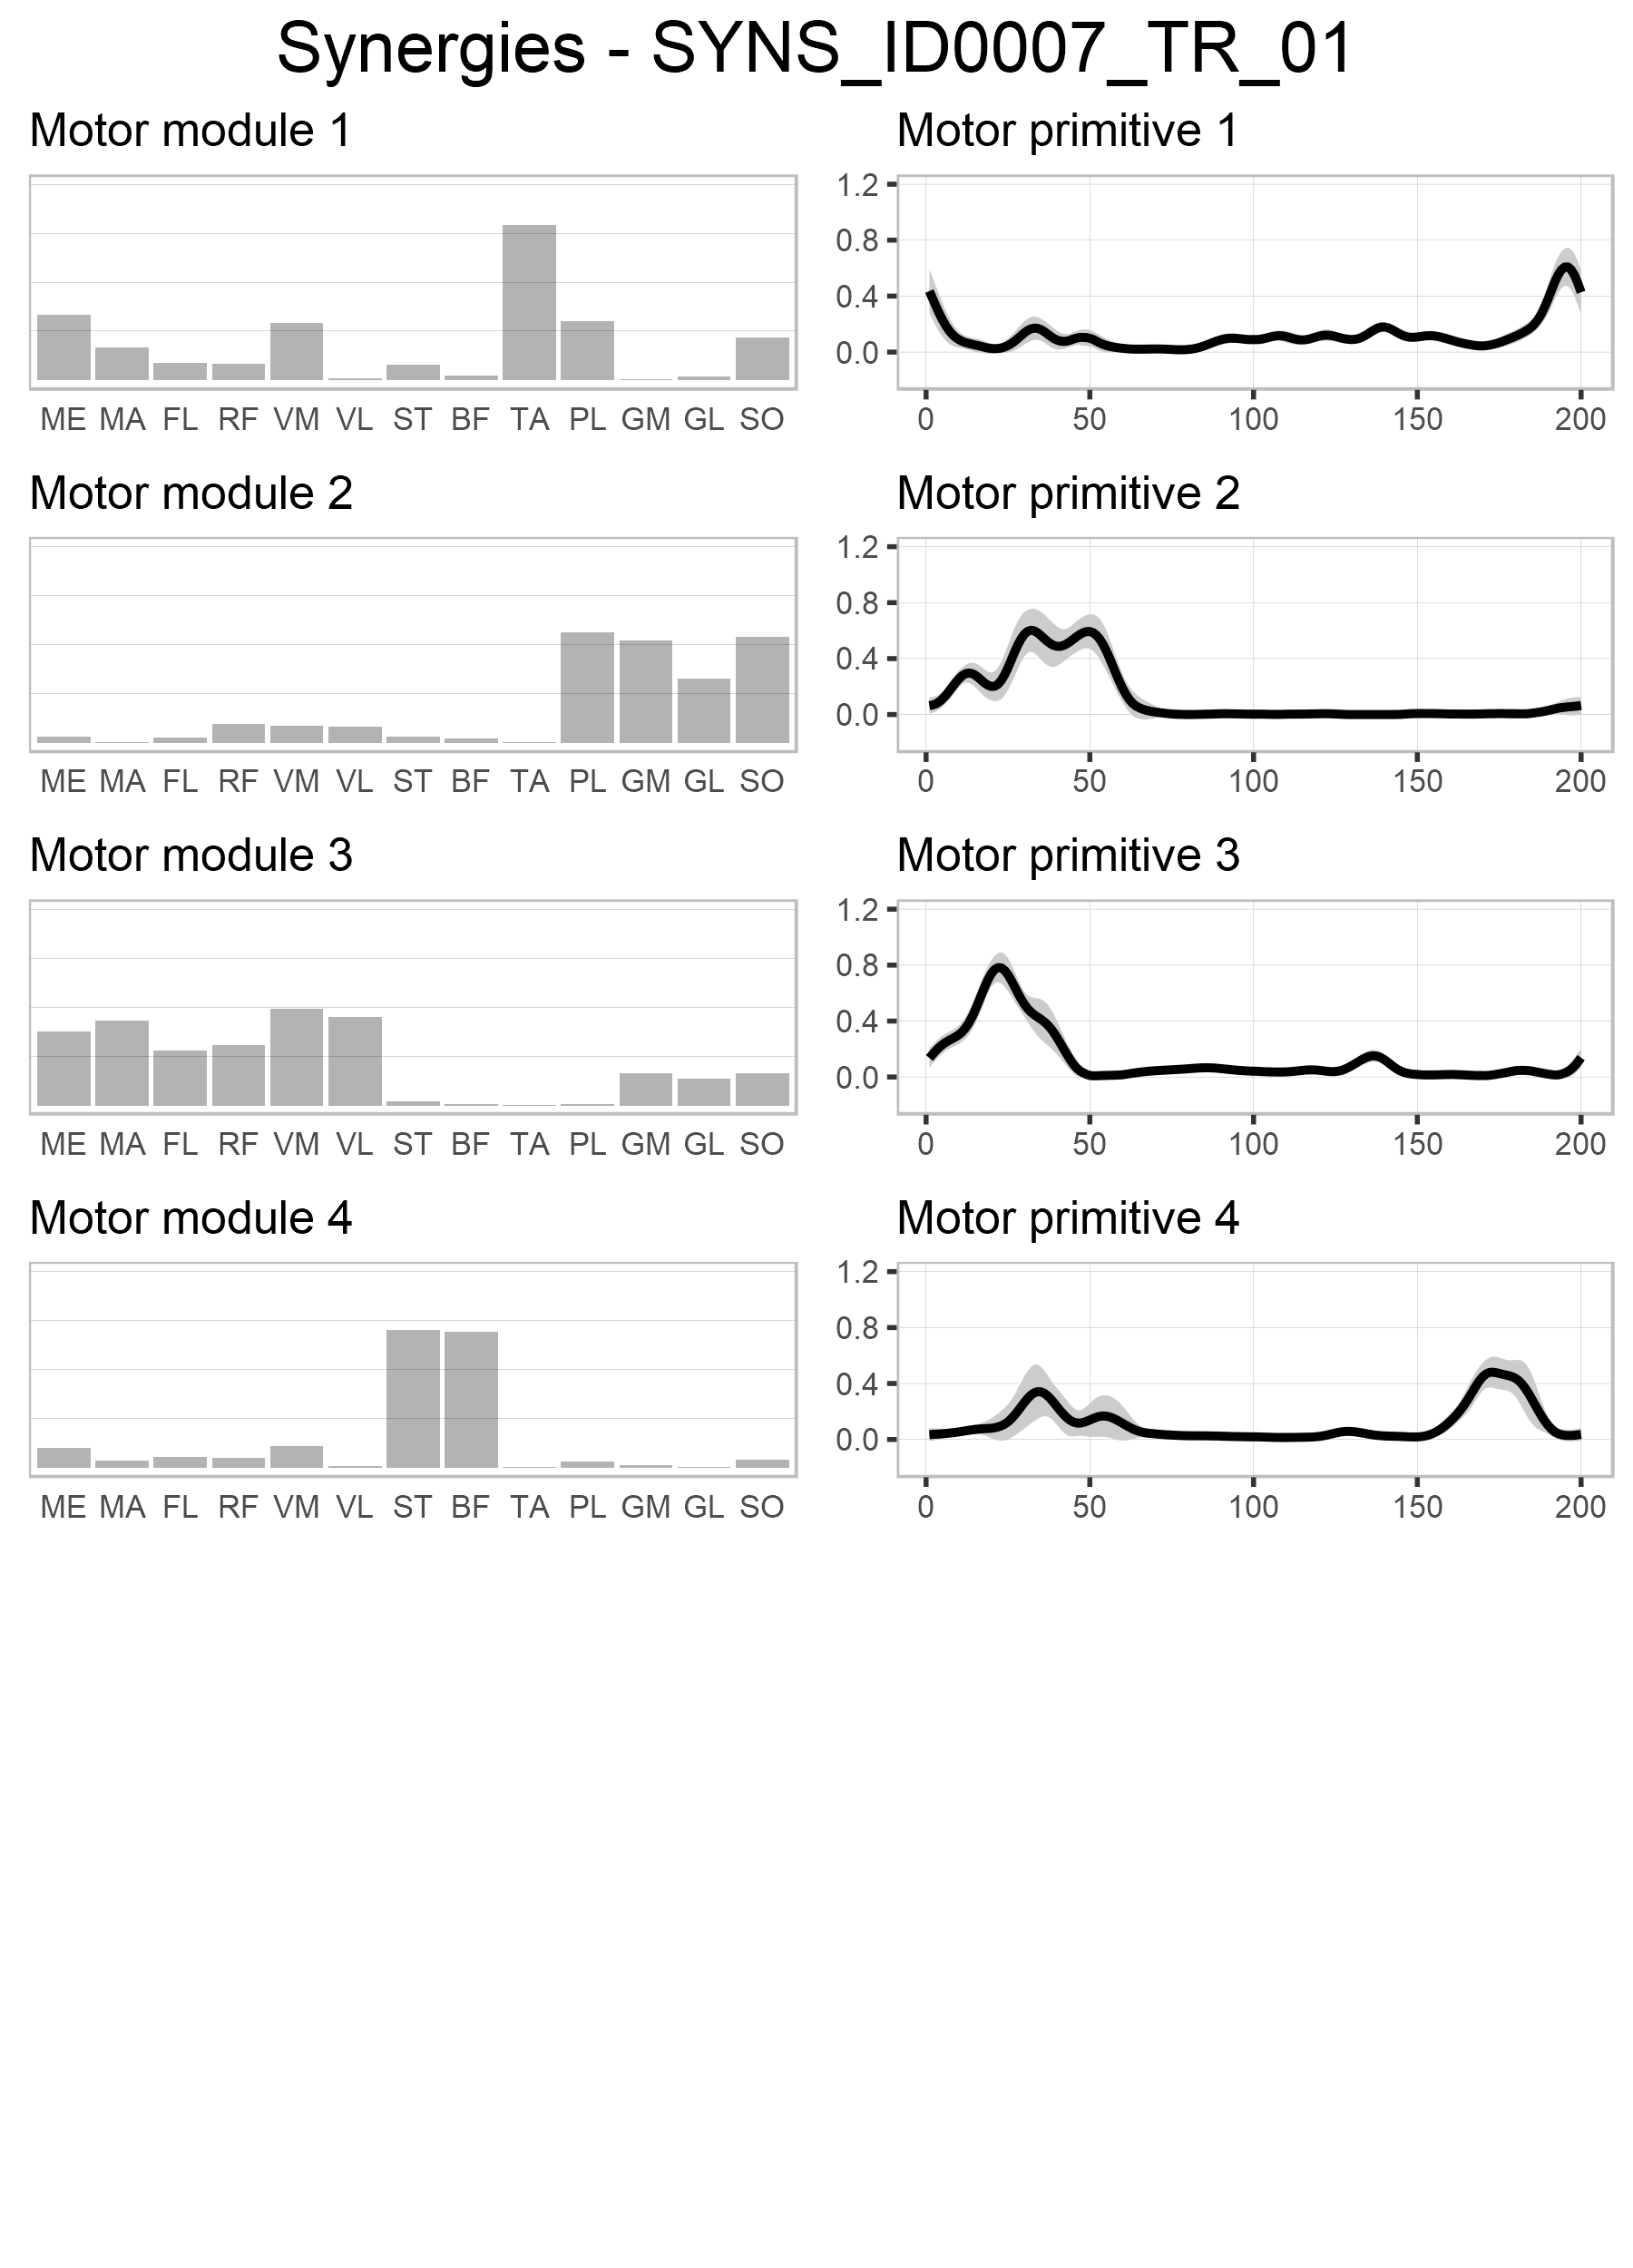 Synergies - SYNS_ID0007_TR_01
Motor module 1
Motor primitive 1
1.2
0.8
0.4
0.0
ME MA FL RF VM VL ST BF TA PL GM GL SO
0 50 100 150 200
Motor module 2
Motor primitive 2
1.2
0.8
0.4
0.0
ME MA FL RF VM VL ST BF TA PL GM GL SO
0 50 100 150 200
Motor module 3
Motor primitive 3
1.2
0.8
0.4
0.0
ME MA FL RF VM VL ST BF TA PL GM GL SO
0 50 100 150 200
Motor module 4
Motor primitive 4
1.2
0.8
0.4
0.0
ME MA FL RF VM VL ST BF TA PL GM GL SO
0 50 100 150 200